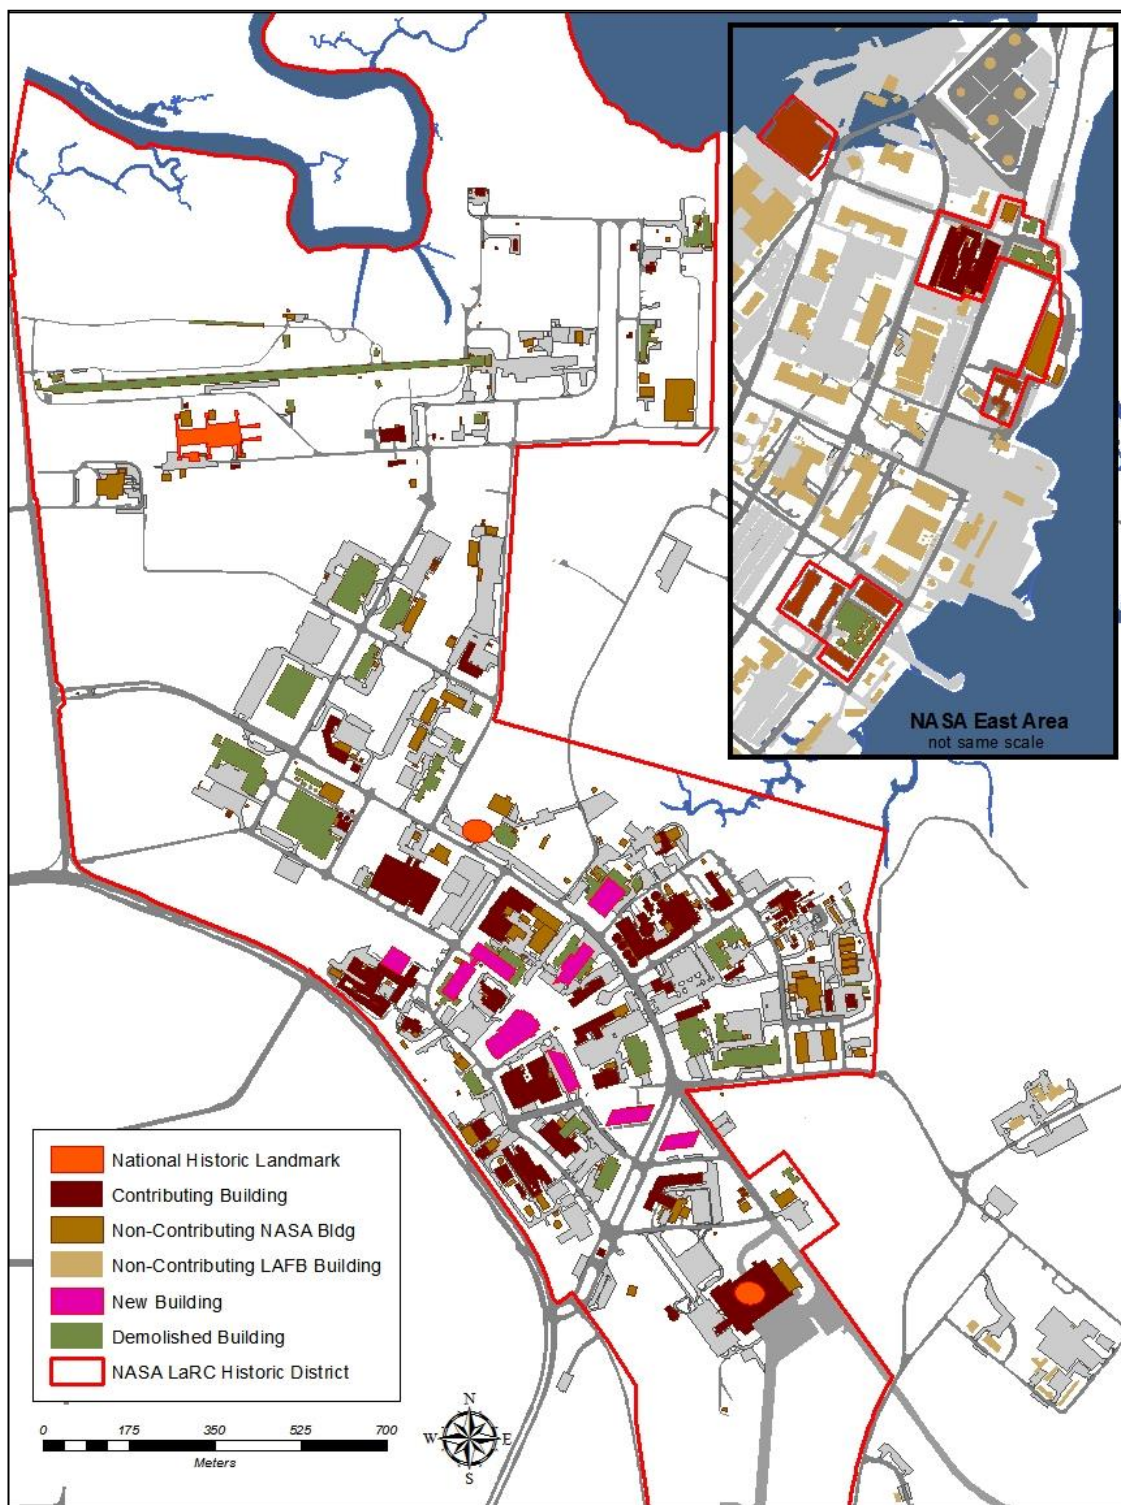 NASA East Area
not same scale
National Historic Landmark
Contributing Building
Non-Contributing NASA Bldg
Non-Contributing LAFB Building
New Building
Demolished Building
NASA LaRC Historic District
0 175 350 525 700
Meters
N
W E
S